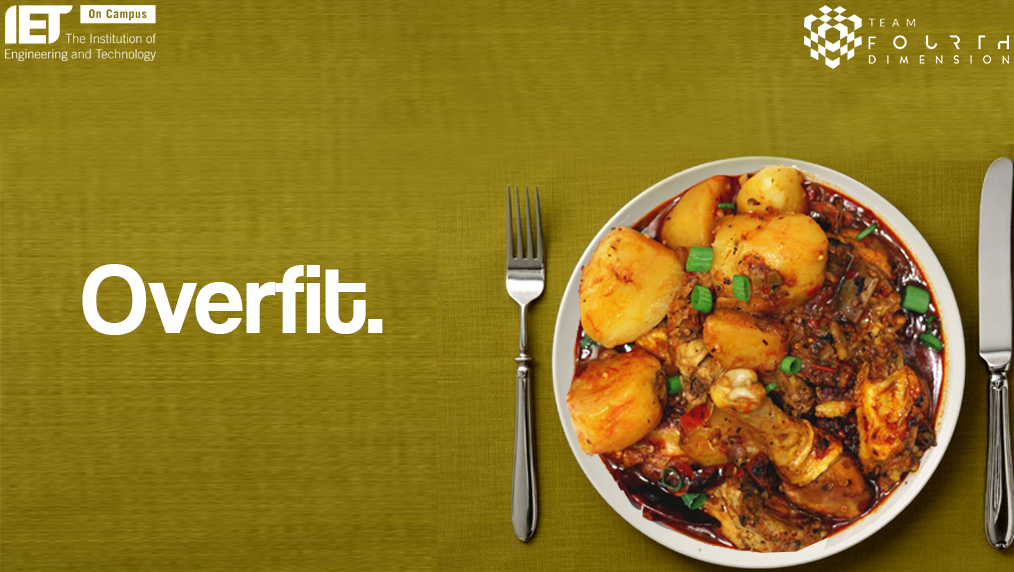 IET
On Campus
The Institution of
Engineering and Technology
TEAM
FOURTH
DIMENSION
Overfit.